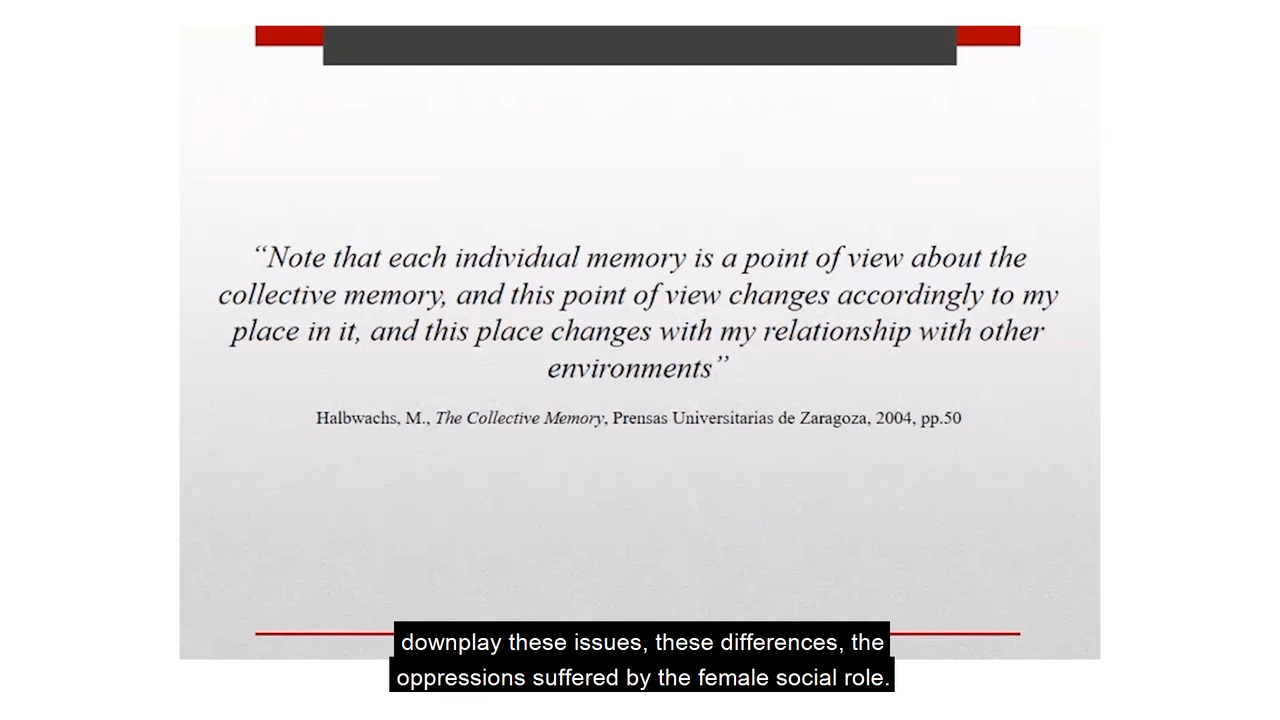 “Note that each individual memory is a point of view about the
collective memory, and this point of view changes accordingly to my
place in it, and this place changes with my relationship with other
environments”
Halbwachs, M., The Collective Memory, Prensas Universitarias de Zaragoza, 2004, pp.50
downplay these issues, these differences, the
oppressions suffered by the female social role.